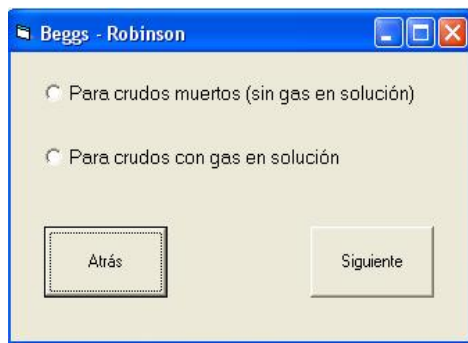 Beggs - Robinson
Para crudos muertos (sin gas en solución)
Para crudos con gas en solución
Atrás
Siguiente